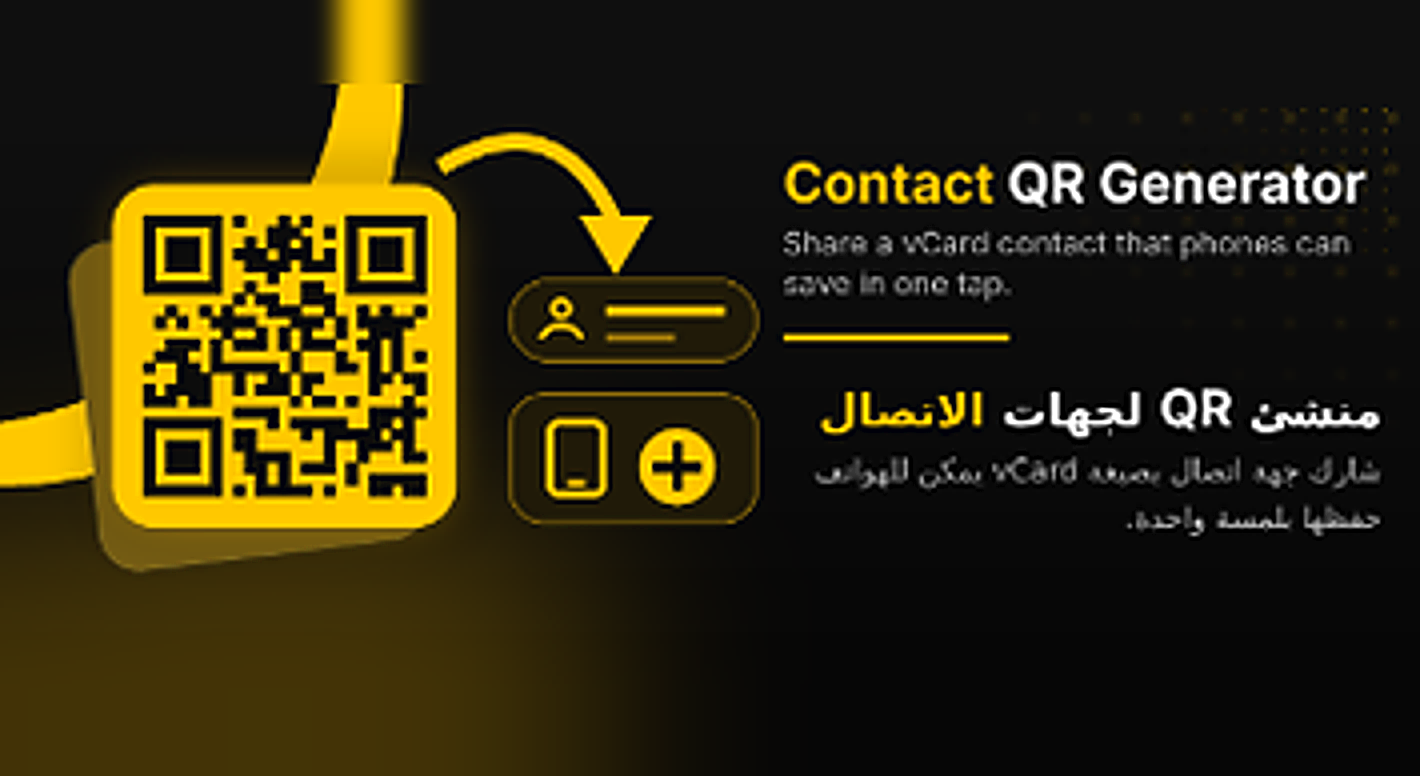 Contact QR Generator
Share a vCard contact that phones can
save in one tap.
منشئ QR لجهات الاتصال
شارك جهة اتصال بصيغة vCard يمكن للهواتف
حفظها بلمسة واحدة.